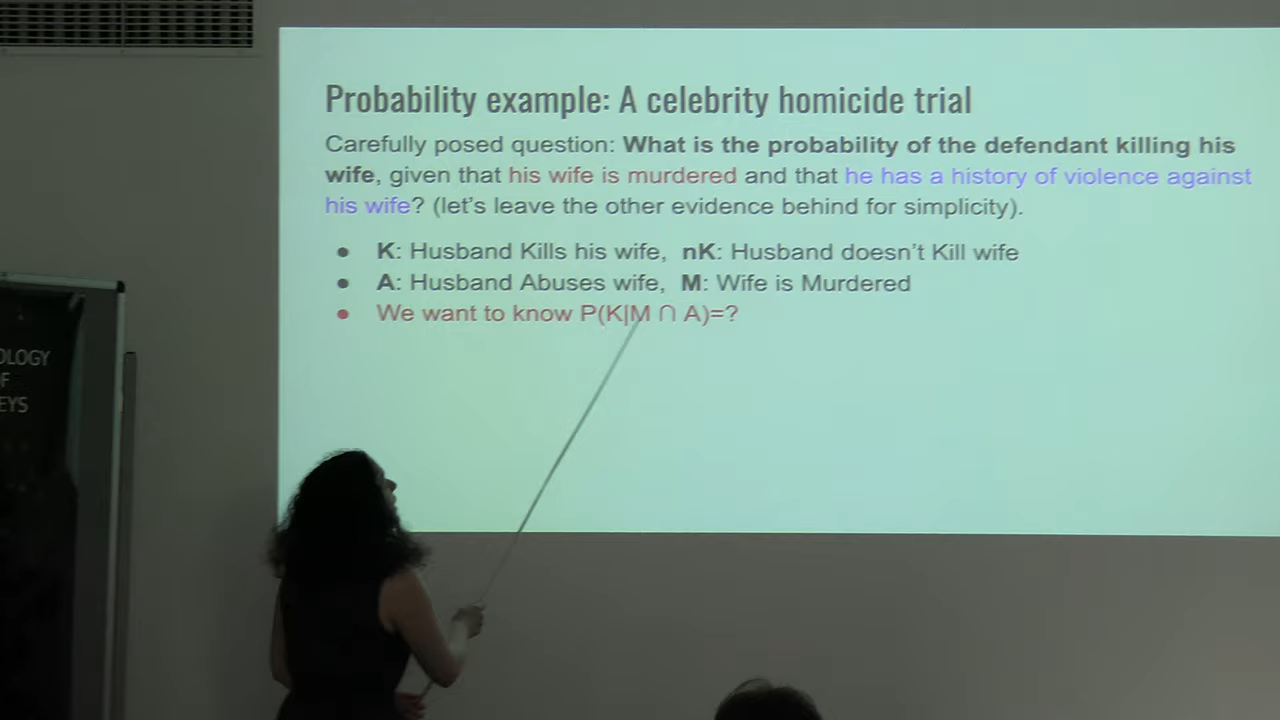 Probability example: A celebrity homicide trial
Carefully posed question: What is the probability of the defendant killing his
wife, given that his wife is murdered and that he has a history of violence against
his wife? (let's leave the other evidence behind for simplicity).
● K: Husband Kills his wife, nK: Husband doesn't Kill wife
● A: Husband Abuses wife, M: Wife is Murdered
● We want to know P(K|M ∩ A)=?
OLOGY
F
EYS